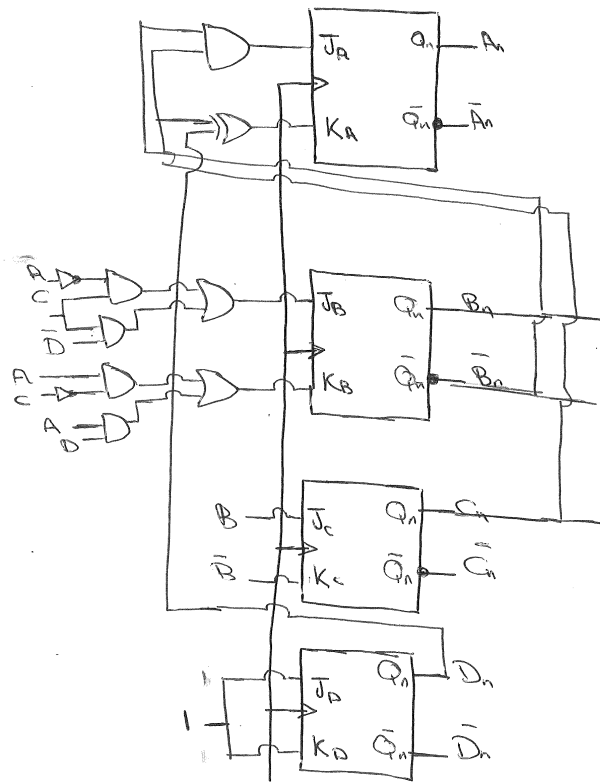 J_A Q_n A_n
K_A Q̄_n Ā_n
Ā
C
D̄
J_B Q_n B_n
A
C
K_B Q̄_n B̄_n
A
D
B J_C Q_n C_n
B̄ K_C Q̄_n C̄_n
J_D Q_n D_n
1
K_D Q̄_n D̄_n